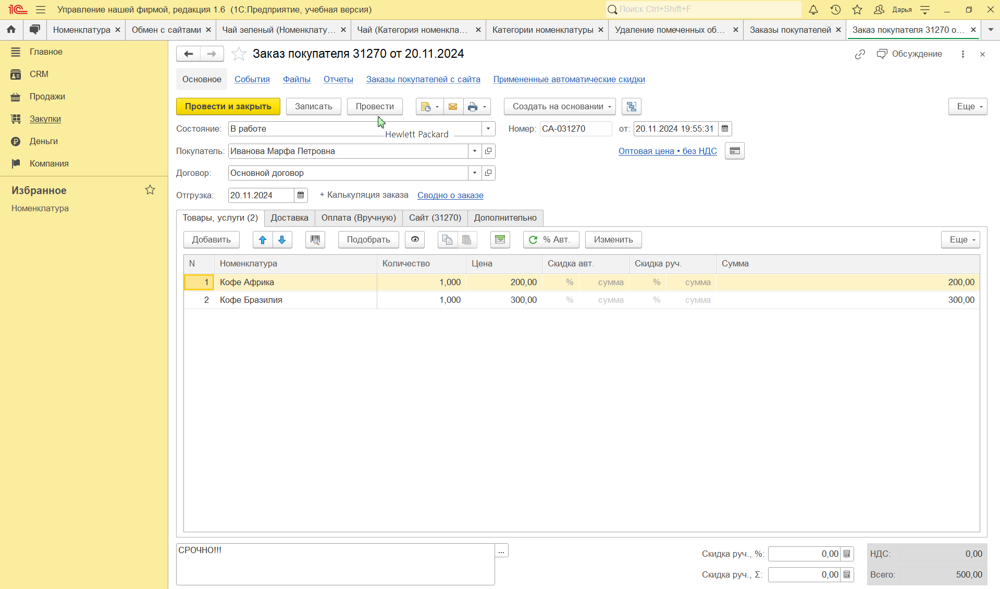 1С Управление нашей фирмой, редакция 1.6 (1С:Предприятие, учебная версия) Поиск Ctrl+Shift+F Дарья
Номенклатура Обмен с сайтами Чай зеленый (Номенклату... Чай (Категория номенкла... Категории номенклатуры Удаление помеченных об... Заказы покупателей Заказ покупателя 31270 о...
Главное
CRM
Продажи
Закупки
Деньги
Компания
Избранное
Номенклатура
Заказ покупателя 31270 от 20.11.2024 Обсуждение
Основное События Файлы Отчеты Заказы покупателей с сайта Примененные автоматические скидки
Провести и закрыть Записать Провести Создать на основании Еще
Состояние: В работе Номер: СА-031270 от: 20.11.2024 19:55:31
Hewlett Packard
Покупатель: Иванова Марфа Петровна Оптовая цена • без НДС
Договор: Основной договор
Отгрузка: 20.11.2024 + Калькуляция заказа Сводно о заказе
Товары, услуги (2) Доставка Оплата (Вручную) Сайт (31270) Дополнительно
Добавить Подобрать % Авт. Изменить Еще
N Номенклатура Количество Цена Скидка авт. Скидка руч. Сумма
1 Кофе Африка 1,000 200,00 % сумма % сумма 200,00
2 Кофе Бразилия 1,000 300,00 % сумма % сумма 300,00
СРОЧНО!!! ...
Скидка руч., %: 0,00 НДС: 0,00
Скидка руч., Σ: 0,00 Всего: 500,00